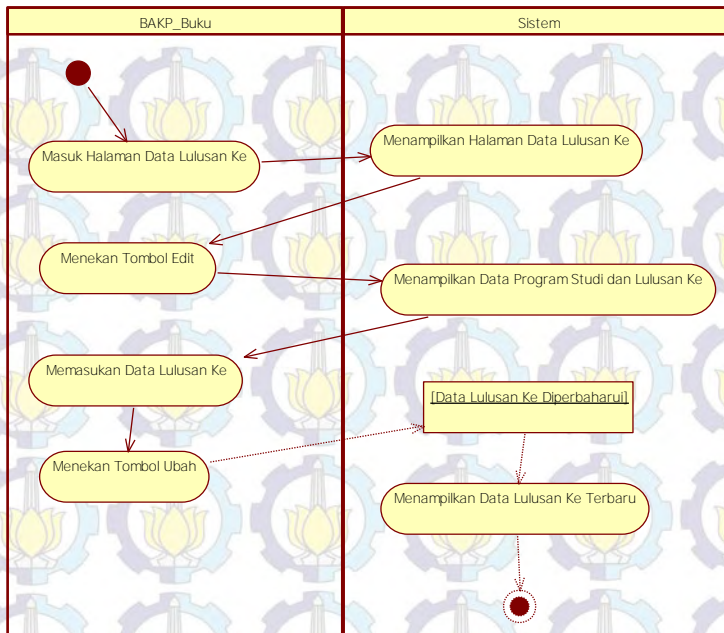 BAKP_Buku
Sistem
Masuk Halaman Data Lulusan Ke
Menampilkan Halaman Data Lulusan Ke
Menekan Tombol Edit
Menampilkan Data Program Studi dan Lulusan Ke
Memasukan Data Lulusan Ke
[Data Lulusan Ke Diperbaharui]
Menekan Tombol Ubah
Menampilkan Data Lulusan Ke Terbaru